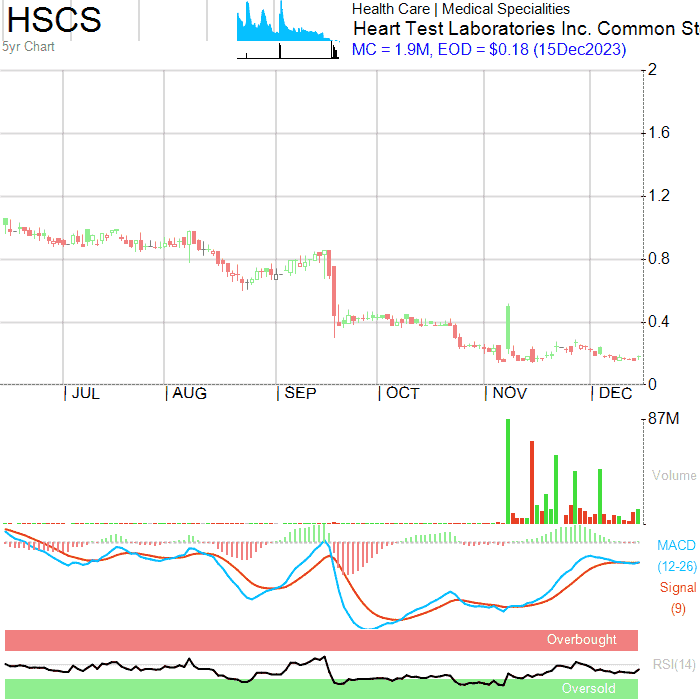 HSCS
5yr Chart
Health Care | Medical Specialities
Heart Test Laboratories Inc. Common St
MC = 1.9M, EOD = $0.18 (15Dec2023)
2
1.6
1.2
0.8
0.4
0
JUL AUG SEP OCT NOV DEC
87M
Volume
MACD
(12-26)
Signal
(9)
Overbought
RSI(14)
Oversold